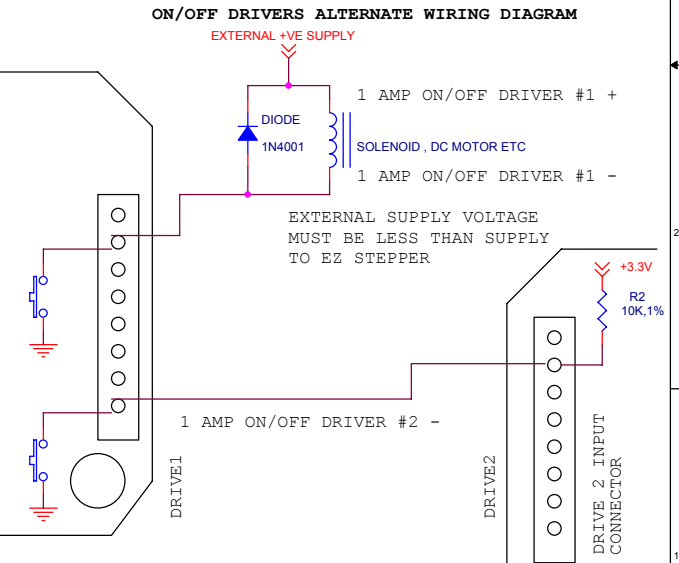 ON/OFF DRIVERS ALTERNATE WIRING DIAGRAM
EXTERNAL +VE SUPPLY
1 AMP ON/OFF DRIVER #1 +
DIODE
1N4001
SOLENOID , DC MOTOR ETC
1 AMP ON/OFF DRIVER #1 -
EXTERNAL SUPPLY VOLTAGE
MUST BE LESS THAN SUPPLY
TO EZ STEPPER
2
+3.3V
R2
10K,1%
1 AMP ON/OFF DRIVER #2 -
DRIVE1
DRIVE2
DRIVE 2 INPUT
CONNECTOR
1